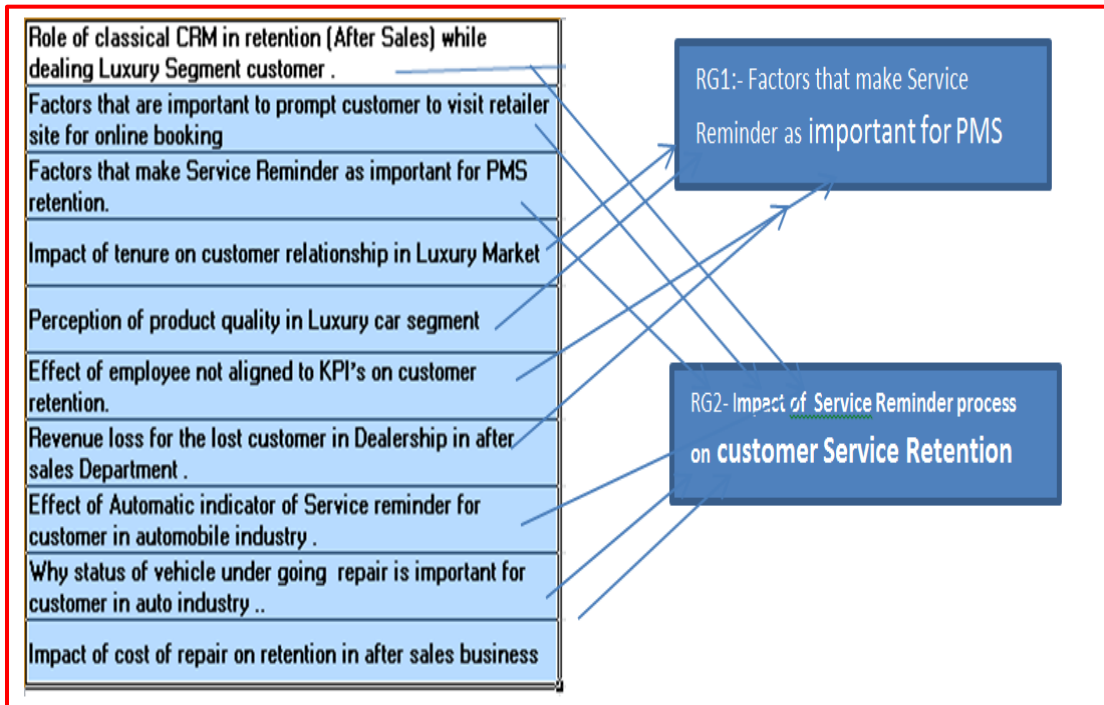 Role of classical CRM in retention (After Sales) while
dealing Luxury Segment customer .
Factors that are important to prompt customer to visit retailer
site for online booking
Factors that make Service Reminder as important for PMS
retention.
Impact of tenure on customer relationship in Luxury Market
Perception of product quality in Luxury car segment
Effect of employee not aligned to KPI's on customer
retention.
Revenue loss for the lost customer in Dealership in after
sales Department .
Effect of Automatic indicator of Service reminder for
customer in automobile industry .
Why status of vehicle under going repair is important for
customer in auto industry ..
Impact of cost of repair on retention in after sales business
RG1:- Factors that make Service
Reminder as important for PMS
RG2- Impact of Service Reminder process
on customer Service Retention